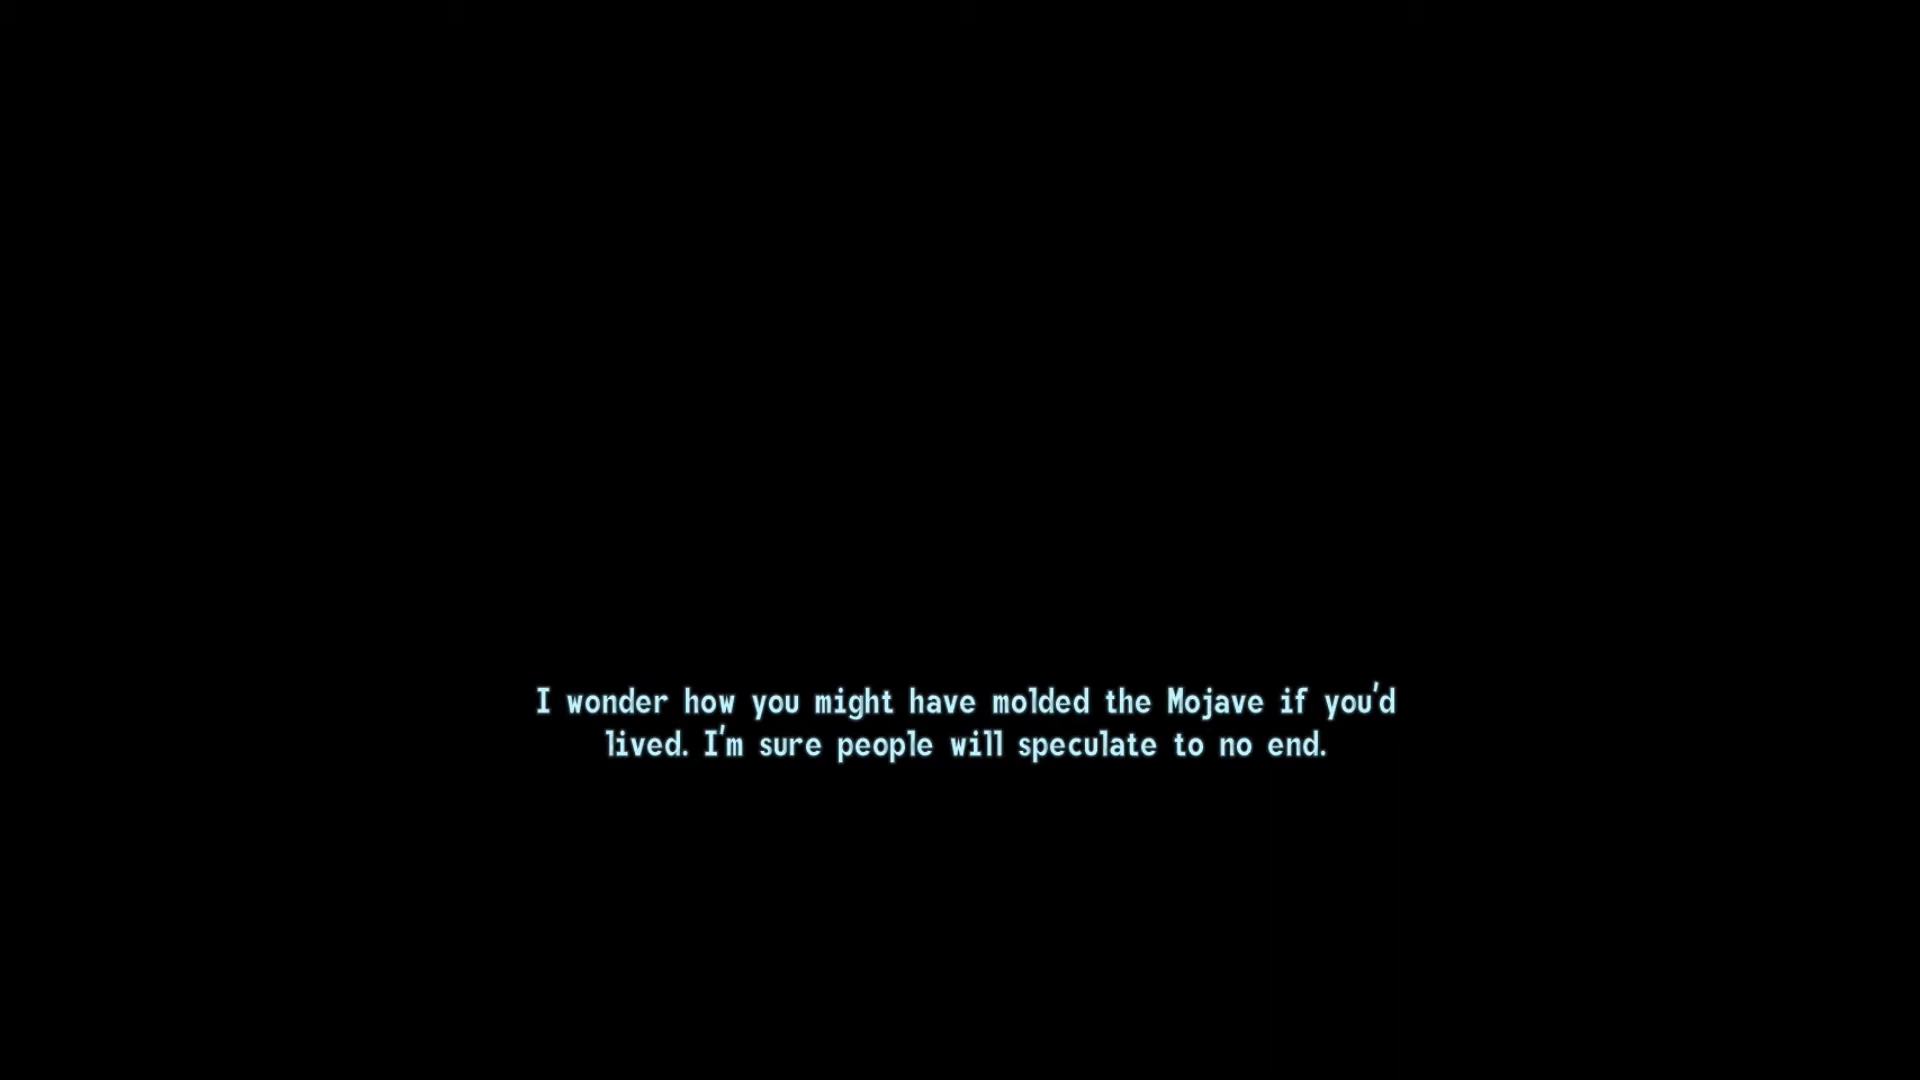 I wonder how you might have molded the Mojave if you'd
lived. I'm sure people will speculate to no end.